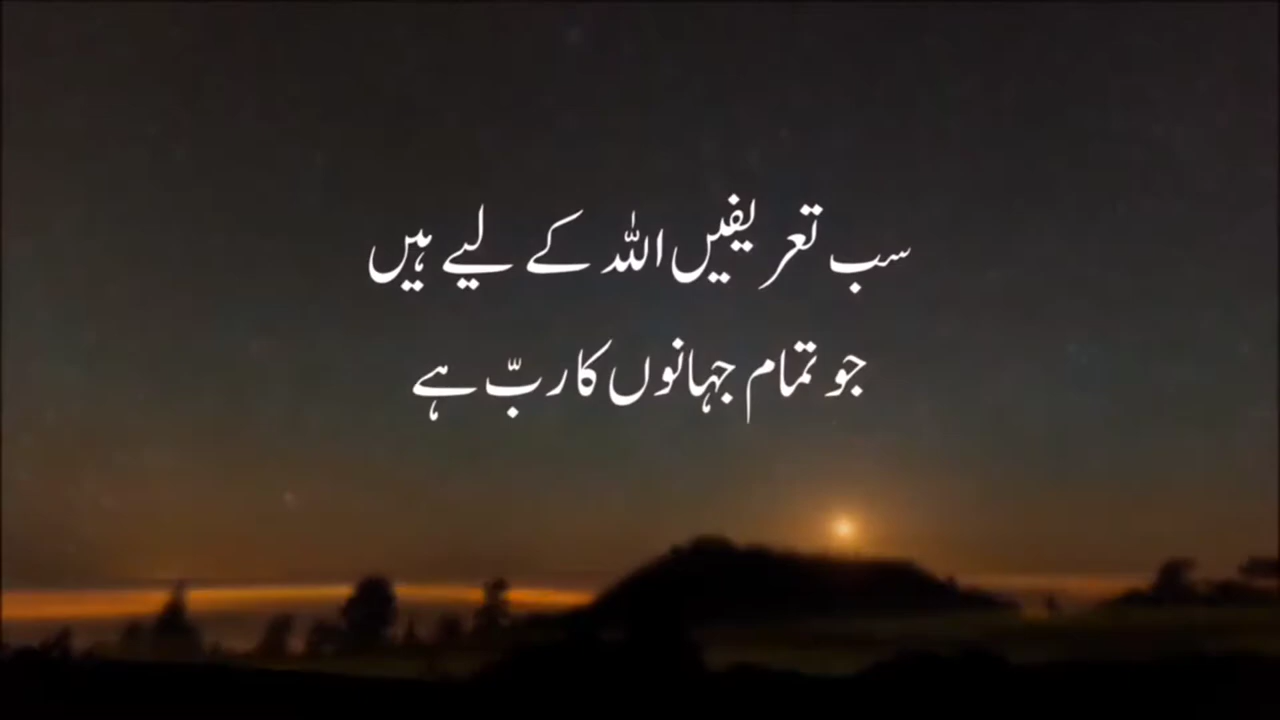 سب تعریفیں اللہ کے لیے ہیں
جو تمام جہانوں کا ربّ ہے